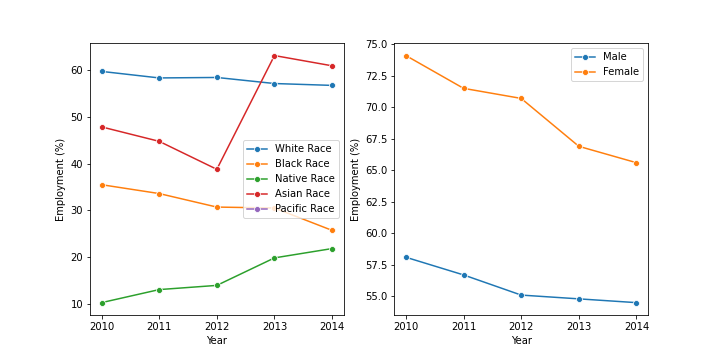 60
50
40
30
20
10
Employment (%)
2010 2011 2012 2013 2014
Year
White Race
Black Race
Native Race
Asian Race
Pacific Race
75.0
72.5
70.0
67.5
65.0
62.5
60.0
57.5
55.0
Employment (%)
2010 2011 2012 2013 2014
Year
Male
Female